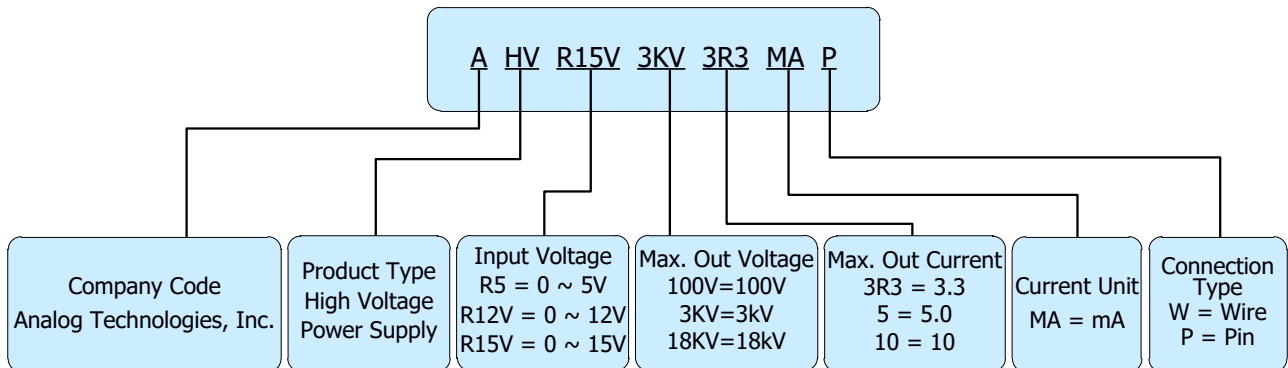 A HV R15V 3KV 3R3 MA P
Company Code
Analog Technologies, Inc.
Product Type
High Voltage
Power Supply
Input Voltage
R5 = 0 ~ 5V
R12V = 0 ~ 12V
R15V = 0 ~ 15V
Max. Out Voltage
100V=100V
3KV=3kV
18KV=18kV
Max. Out Current
3R3 = 3.3
5 = 5.0
10 = 10
Current Unit
MA = mA
Connection
Type
W = Wire
P = Pin